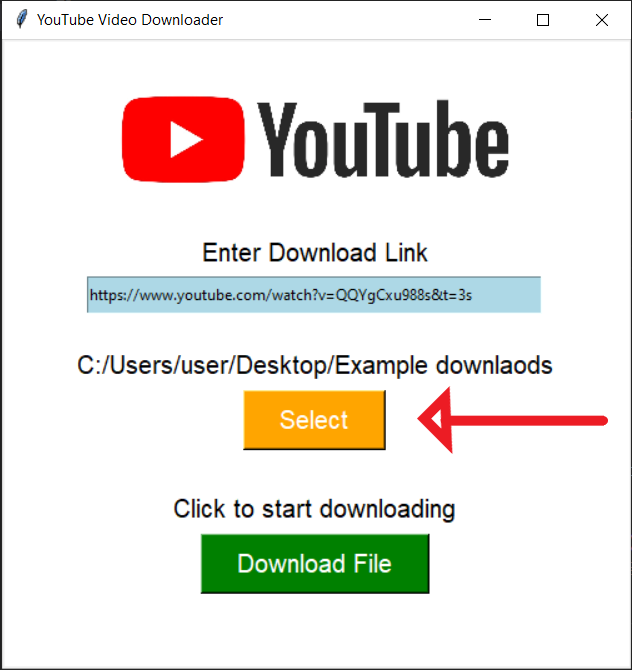 YouTube Video Downloader
YouTube
Enter Download Link
https://www.youtube.com/watch?v=QQYgCxu988s&t=3s
C:/Users/user/Desktop/Example downlaods
Select
Click to start downloading
Download File